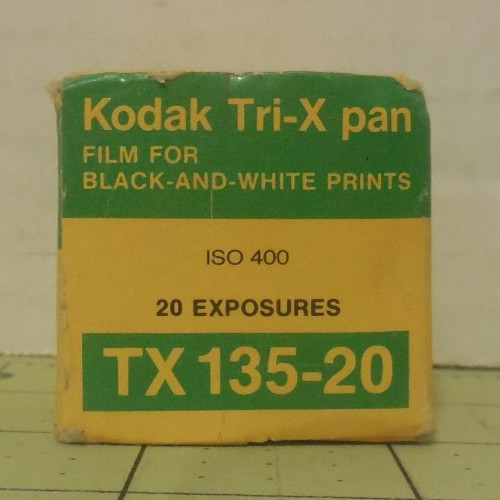 Kodak Tri-X pan
FILM FOR
BLACK-AND-WHITE PRINTS
ISO 400
20 EXPOSURES
TX 135-20